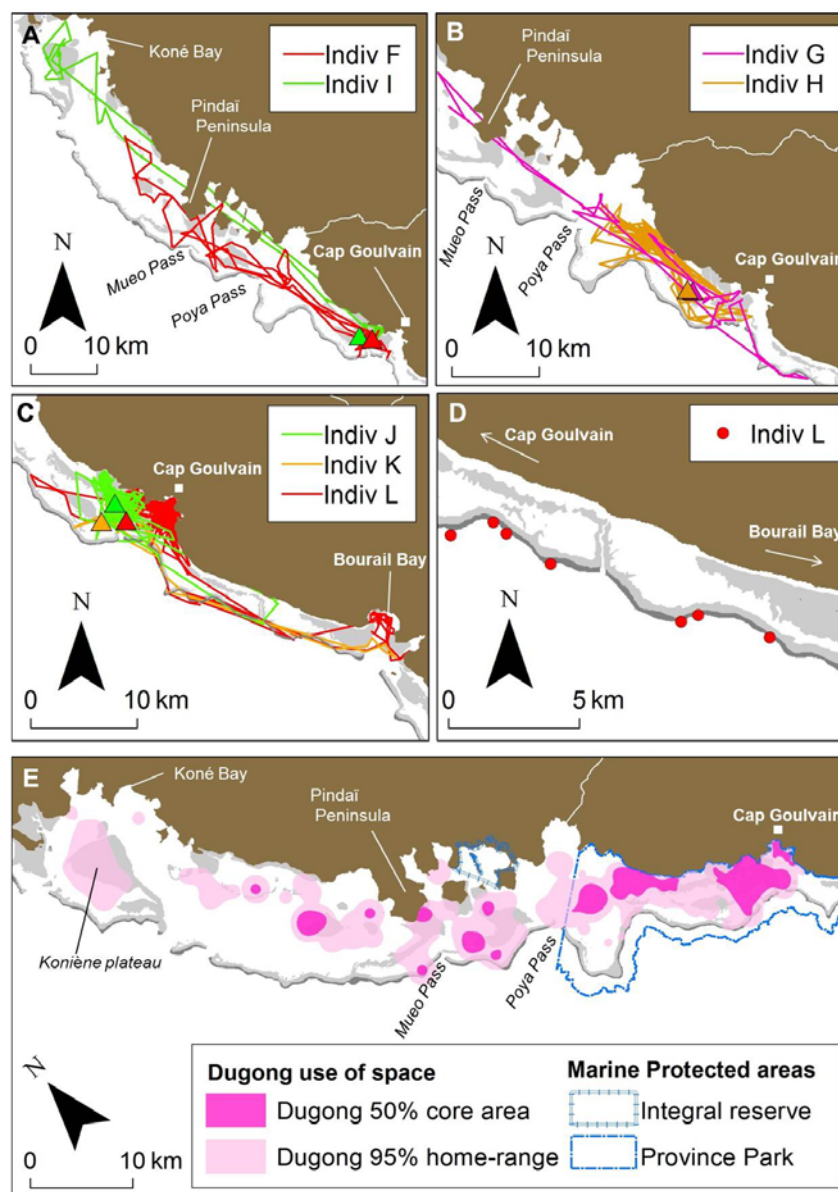 A
Koné Bay
Indiv F
Indiv I
Pindaï
Peninsula
Mueo Pass
Poya Pass
Cap Goulvain
N
0 10 km
B
Pindaï
Peninsula
Indiv G
Indiv H
Mueo Pass
Poya Pass
Cap Goulvain
N
0 10 km
C
Indiv J
Indiv K
Indiv L
Cap Goulvain
Bourail Bay
N
0 10 km
D
Indiv L
Cap Goulvain
Bourail Bay
N
0 5 km
E
Koné Bay
Pindaï
Peninsula
Cap Goulvain
Koniène plateau
Mueo Pass
Poya Pass
N
0 10 km
Dugong use of space
Dugong 50% core area
Dugong 95% home-range
Marine Protected areas
Integral reserve
Province Park